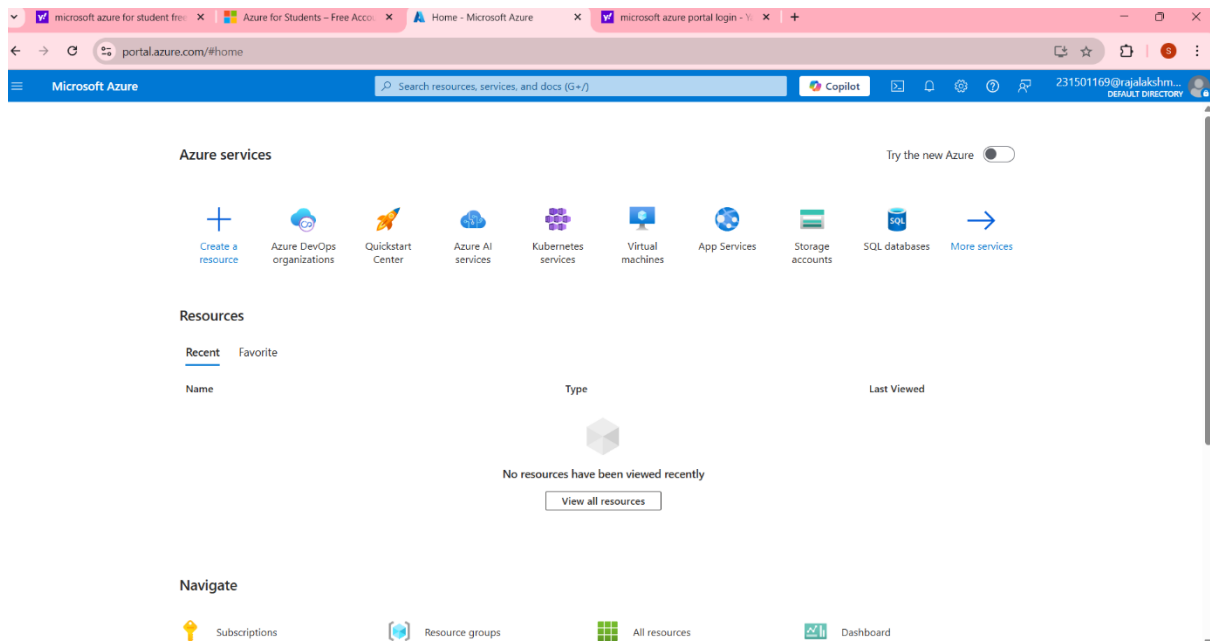 microsoft azure for student free
Azure for Students – Free Accou
Home - Microsoft Azure
microsoft azure portal login - Y
portal.azure.com/#home
S
Microsoft Azure
Search resources, services, and docs (G+/)
Copilot
231501169@rajalakshm...
DEFAULT DIRECTORY
Azure services
Try the new Azure
Create a resource
Azure DevOps organizations
Quickstart Center
Azure AI services
Kubernetes services
Virtual machines
App Services
Storage accounts
SQL
SQL databases
More services
Resources
Recent Favorite
Name Type Last Viewed
No resources have been viewed recently
View all resources
Navigate
Subscriptions Resource groups All resources Dashboard